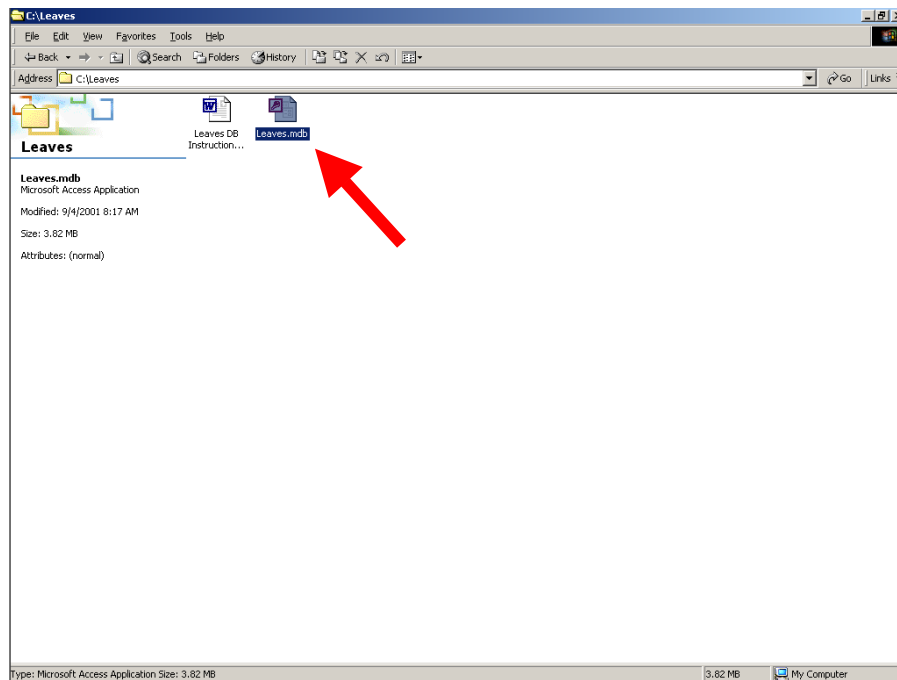 C:\Leaves
File Edit View Favorites Tools Help
Back Search Folders History
Address C:\Leaves Go Links
Leaves DB
Instruction...
Leaves.mdb
Leaves
Leaves.mdb
Microsoft Access Application
Modified: 9/4/2001 8:17 AM
Size: 3.82 MB
Attributes: (normal)
Type: Microsoft Access Application Size: 3.82 MB 3.82 MB My Computer